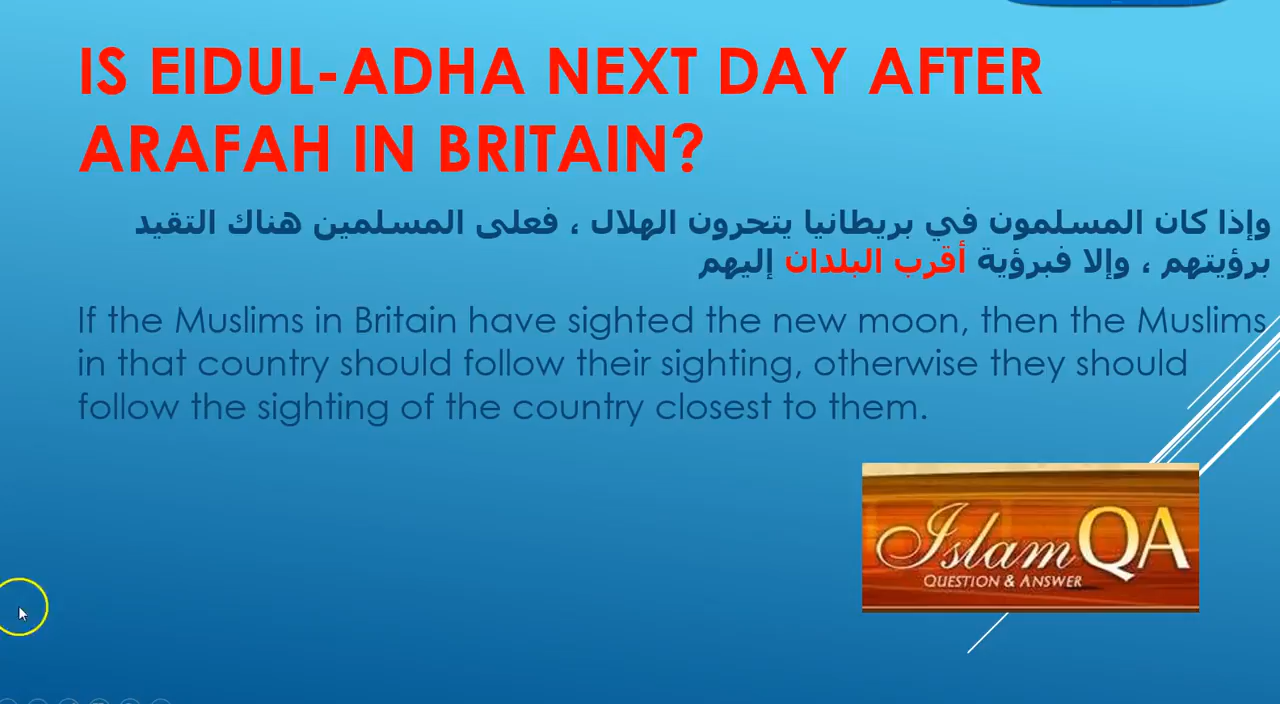 IS EIDUL-ADHA NEXT DAY AFTER
ARAFAH IN BRITAIN?
وإذا كان المسلمون في بريطانيا يتحرون الهلال ، فعلى المسلمين هناك التقيد
برؤيتهم ، وإلا فبرؤية أقرب البلدان إليهم
If the Muslims in Britain have sighted the new moon, then the Muslims
in that country should follow their sighting, otherwise they should
follow the sighting of the country closest to them.
Islam QA
QUESTION & ANSWER